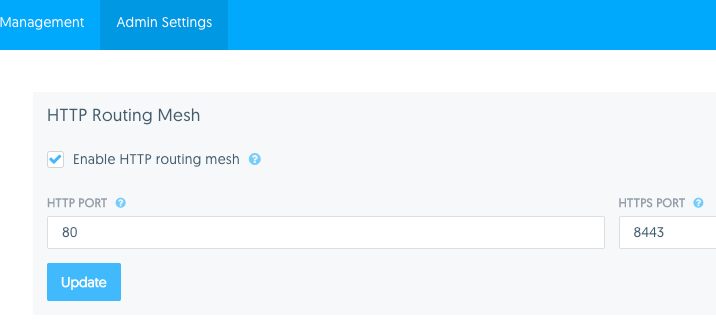 Management Admin Settings
HTTP Routing Mesh
Enable HTTP routing mesh ?
HTTP PORT ? HTTPS PORT ?
80 8443
Update